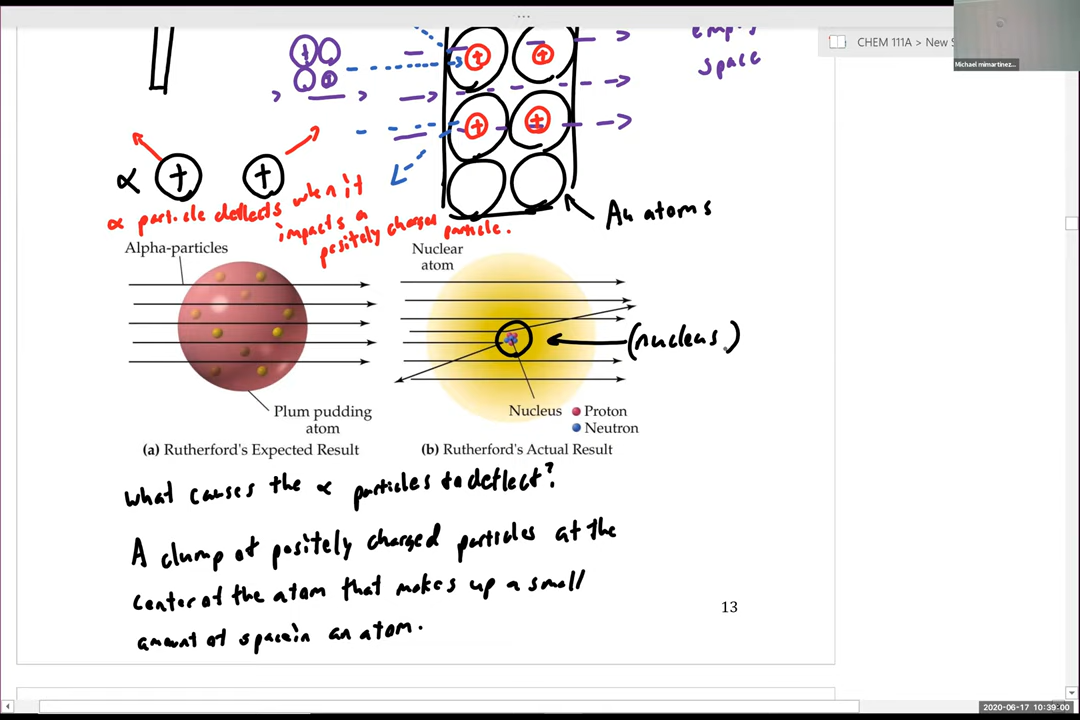 empty
space
CHEM 111A > New S
Michael mimartinez...
+ +
+ +
α + +
α particle deflects when it
impacts a
positely charged particle.
Au atoms
Alpha-particles
Nuclear
atom
(nucleus)
Plum pudding
atom
Nucleus Proton
Neutron
(a) Rutherford's Expected Result
(b) Rutherford's Actual Result
What causes the α particles to deflect?
A clump of positely charged particles at the
center of the atom that makes up a small
amount of space in an atom.
13
2020-06-17 10:39:00